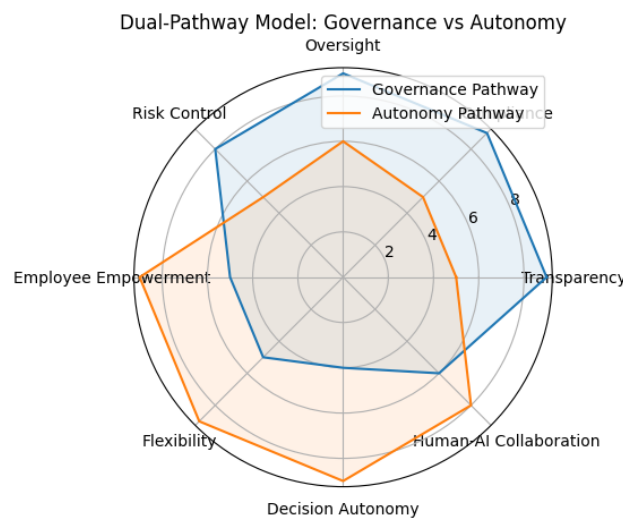 Dual-Pathway Model: Governance vs Autonomy
Oversight
Governance Pathway
Autonomy Pathway
Risk Control
8
6
4
2
Employee Empowerment
Transparency
Flexibility
Human-AI Collaboration
Decision Autonomy